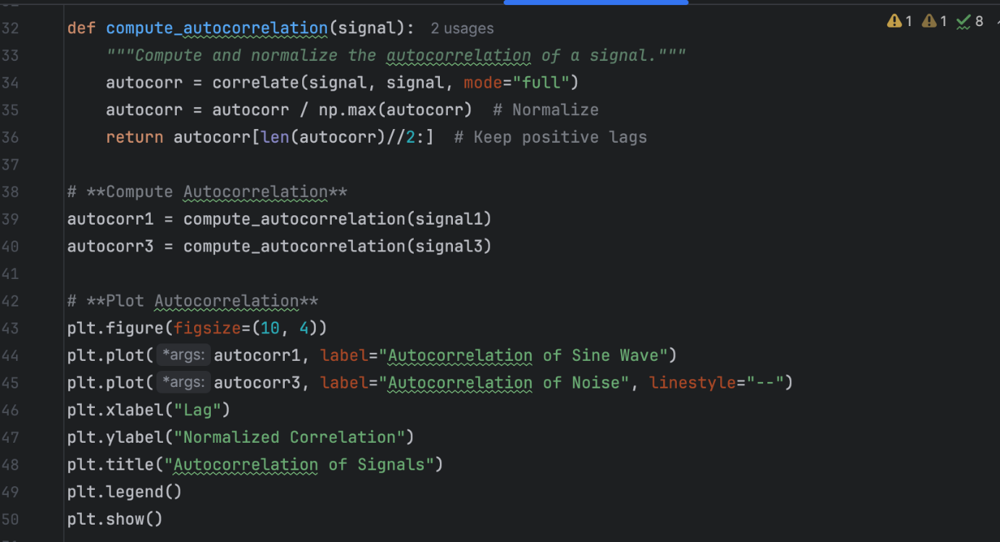 32 def compute_autocorrelation(signal): 2 usages
⚠ 1 ⚠ 1 ✓ 8
33 """Compute and normalize the autocorrelation of a signal."""
34 autocorr = correlate(signal, signal, mode="full")
35 autocorr = autocorr / np.max(autocorr) # Normalize
36 return autocorr[len(autocorr)//2:] # Keep positive lags
37
38 # **Compute Autocorrelation**
39 autocorr1 = compute_autocorrelation(signal1)
40 autocorr3 = compute_autocorrelation(signal3)
41
42 # **Plot Autocorrelation**
43 plt.figure(figsize=(10, 4))
44 plt.plot( *args: autocorr1, label="Autocorrelation of Sine Wave")
45 plt.plot( *args: autocorr3, label="Autocorrelation of Noise", linestyle="--")
46 plt.xlabel("Lag")
47 plt.ylabel("Normalized Correlation")
48 plt.title("Autocorrelation of Signals")
49 plt.legend()
50 plt.show()